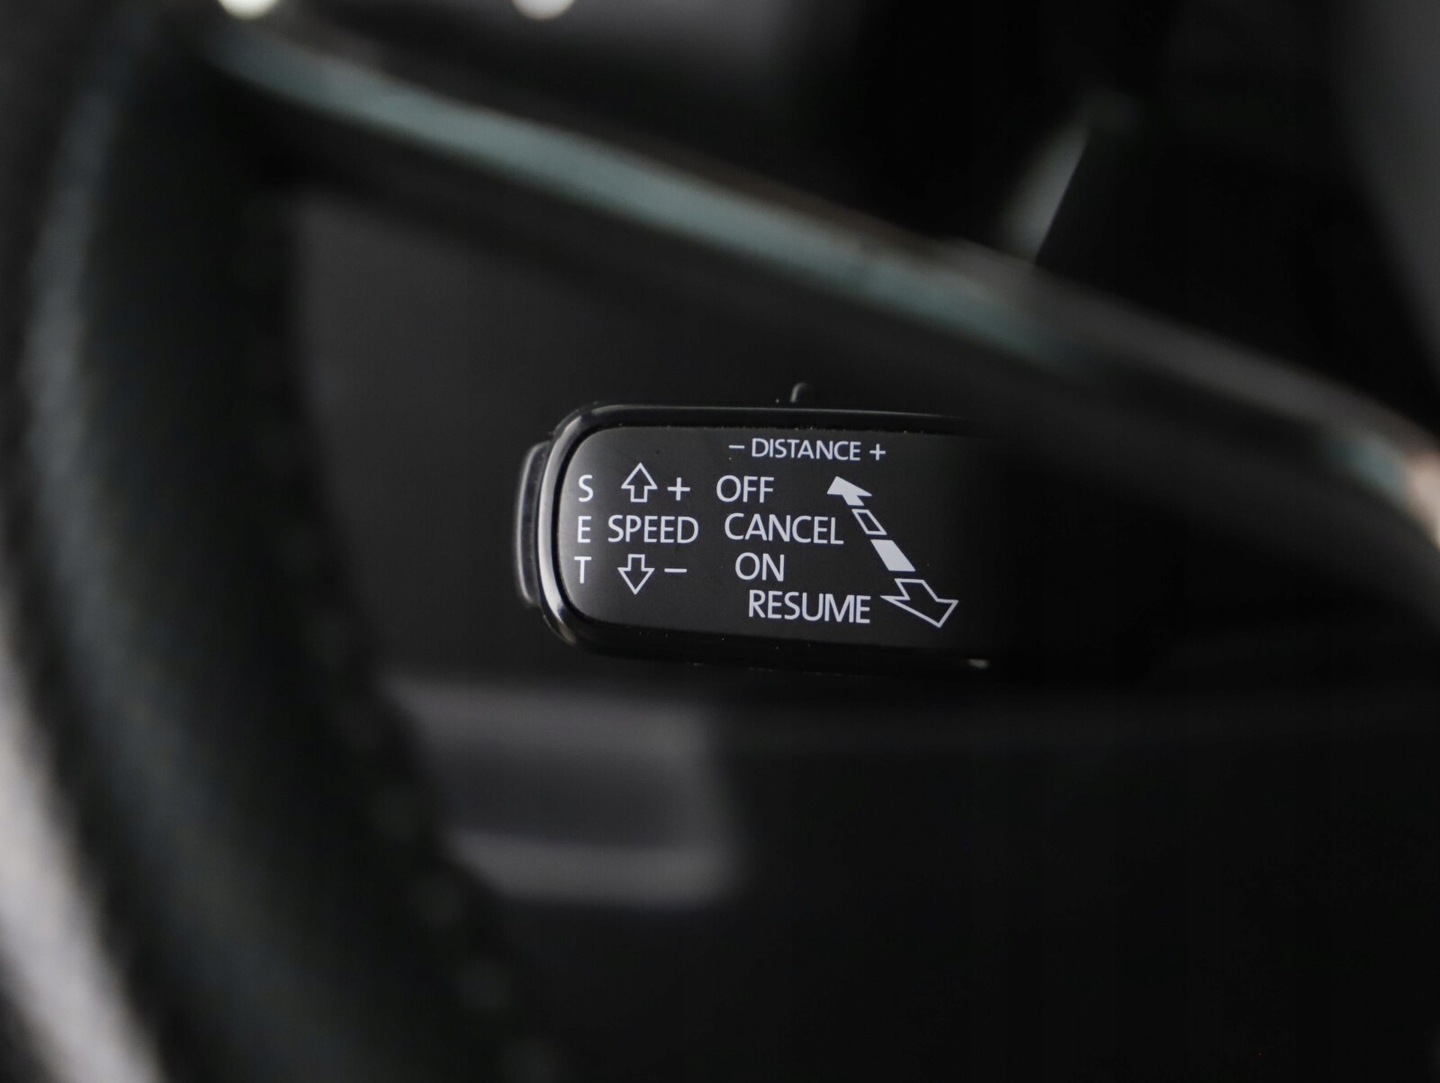 − DISTANCE +
S + OFF
E SPEED CANCEL
T − ON
RESUME